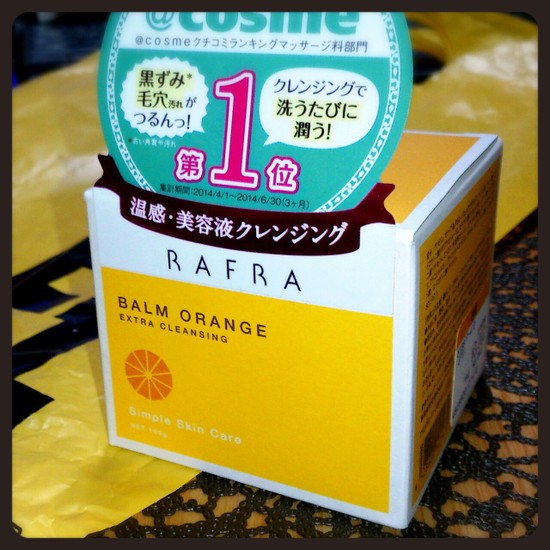 @cosme
@cosmeクチコミランキングマッサージ料部門
黒ずみ*
毛穴汚れが
つるんっ!
*古い角質や汚れ
クレンジングで
洗うたびに
潤う!
第1位
集計期間:2014/4/1~2014/6/30(3ヶ月)
温感・美容液クレンジング
RAFRA
BALM ORANGE
EXTRA CLEANSING
Simple Skin Care
NET 100g